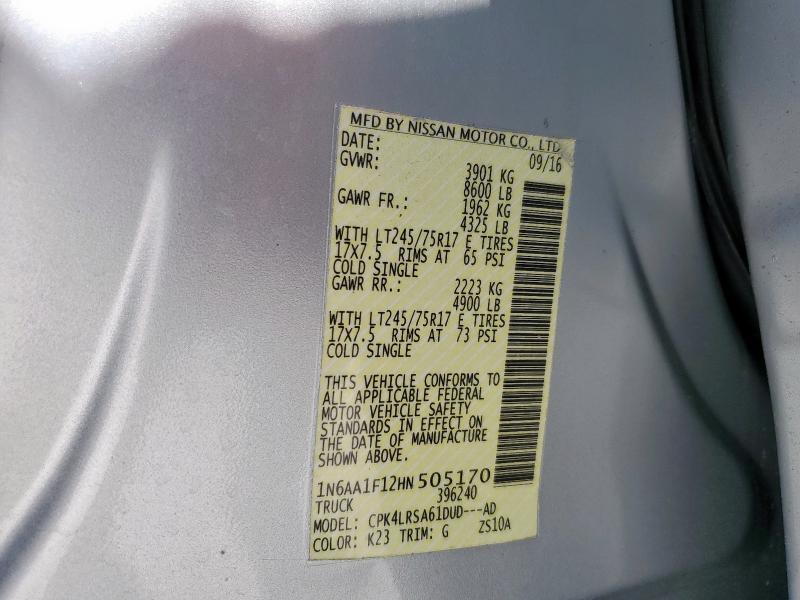 MFD BY NISSAN MOTOR CO., LTD
DATE: 09/16
GVWR: 3901 KG
8600 LB
GAWR FR.: 1962 KG
4325 LB
WITH LT245/75R17 E TIRES
17X7.5 RIMS AT 65 PSI
COLD SINGLE
GAWR RR.: 2223 KG
4900 LB
WITH LT245/75R17 E TIRES
17X7.5 RIMS AT 73 PSI
COLD SINGLE
THIS VEHICLE CONFORMS TO
ALL APPLICABLE FEDERAL
MOTOR VEHICLE SAFETY
STANDARDS IN EFFECT ON
THE DATE OF MANUFACTURE
SHOWN ABOVE.
1N6AA1F12HN505170
TRUCK 396240
MODEL: CPK4LRSA61DUD---AD
COLOR: K23 TRIM: G ZS10A